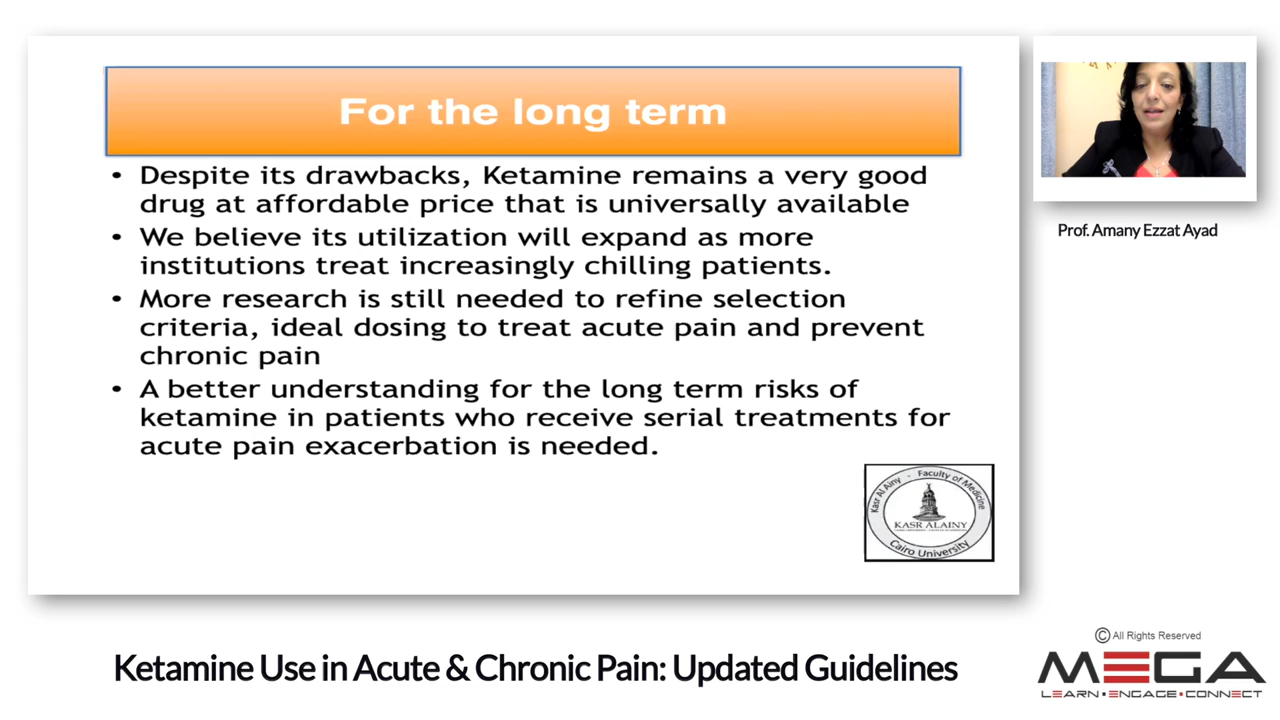 For the long term
• Despite its drawbacks, Ketamine remains a very good
drug at affordable price that is universally available
• We believe its utilization will expand as more
institutions treat increasingly chilling patients.
• More research is still needed to refine selection
criteria, ideal dosing to treat acute pain and prevent
chronic pain
• A better understanding for the long term risks of
ketamine in patients who receive serial treatments for
acute pain exacerbation is needed.
Kasr Al Ainy - Faculty of Medicine
KASR ALAINY
Cairo University
Prof. Amany Ezzat Ayad
Ketamine Use in Acute & Chronic Pain: Updated Guidelines
© All Rights Reserved
MEGA
LEARN • ENGAGE • CONNECT